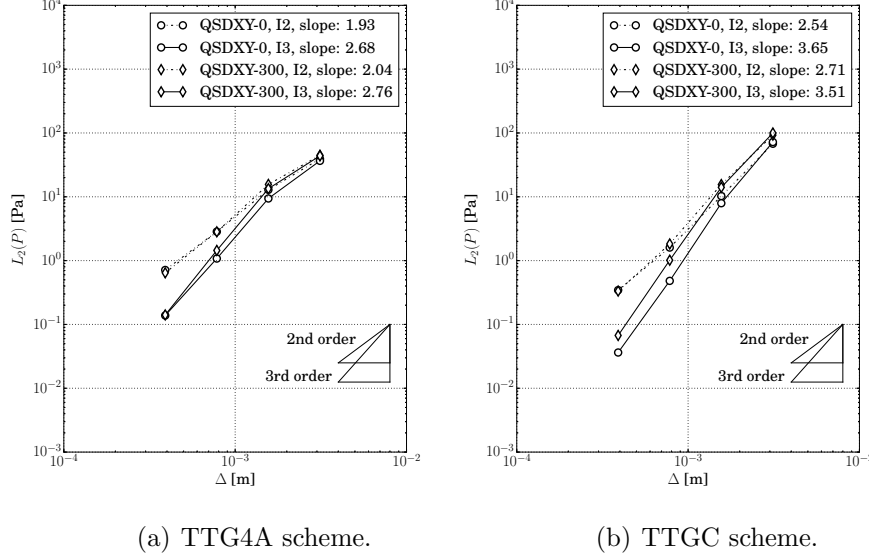 QSDXY-0, I2, slope: 1.93
QSDXY-0, I3, slope: 2.68
QSDXY-300, I2, slope: 2.04
QSDXY-300, I3, slope: 2.76
10^4
10^3
10^2
10^1
10^0
10^-1
10^-2
10^-3
L_2(P) [Pa]
2nd order
3rd order
10^-4
10^-3
10^-2
Δ [m]
(a) TTG4A scheme.
QSDXY-0, I2, slope: 2.54
QSDXY-0, I3, slope: 3.65
QSDXY-300, I2, slope: 2.71
QSDXY-300, I3, slope: 3.51
10^4
10^3
10^2
10^1
10^0
10^-1
10^-2
10^-3
L_2(P) [Pa]
2nd order
3rd order
10^-4
10^-3
Δ [m]
(b) TTGC scheme.